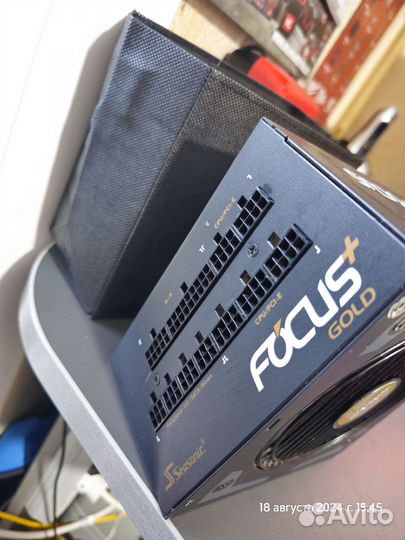 CPU/PCI-E
CPU/PCI-E
FOCUS+
GOLD
Seasonic®
18 августа 2024 г. 15:45
Avito